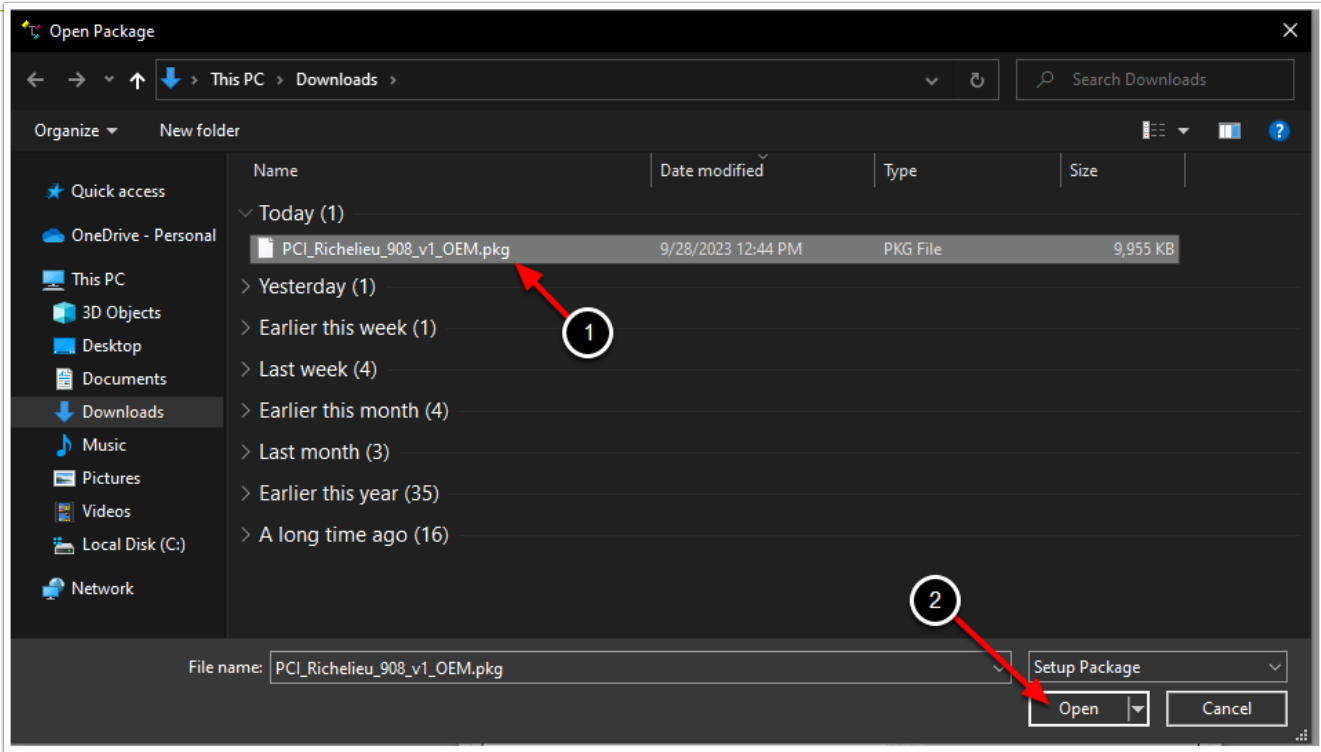 Open Package
This PC > Downloads >
Search Downloads
Organize
New folder
?
Name
Date modified
Type
Size
Quick access
OneDrive - Personal
This PC
3D Objects
Desktop
Documents
Downloads
Music
Pictures
Videos
Local Disk (C:)
Network
Today (1)
PCI_Richelieu_908_v1_OEM.pkg 9/28/2023 12:44 PM PKG File 9,955 KB
1
Yesterday (1)
Earlier this week (1)
Last week (4)
Earlier this month (4)
Last month (3)
Earlier this year (35)
A long time ago (16)
2
File name: PCI_Richelieu_908_v1_OEM.pkg
Setup Package
Open
Cancel